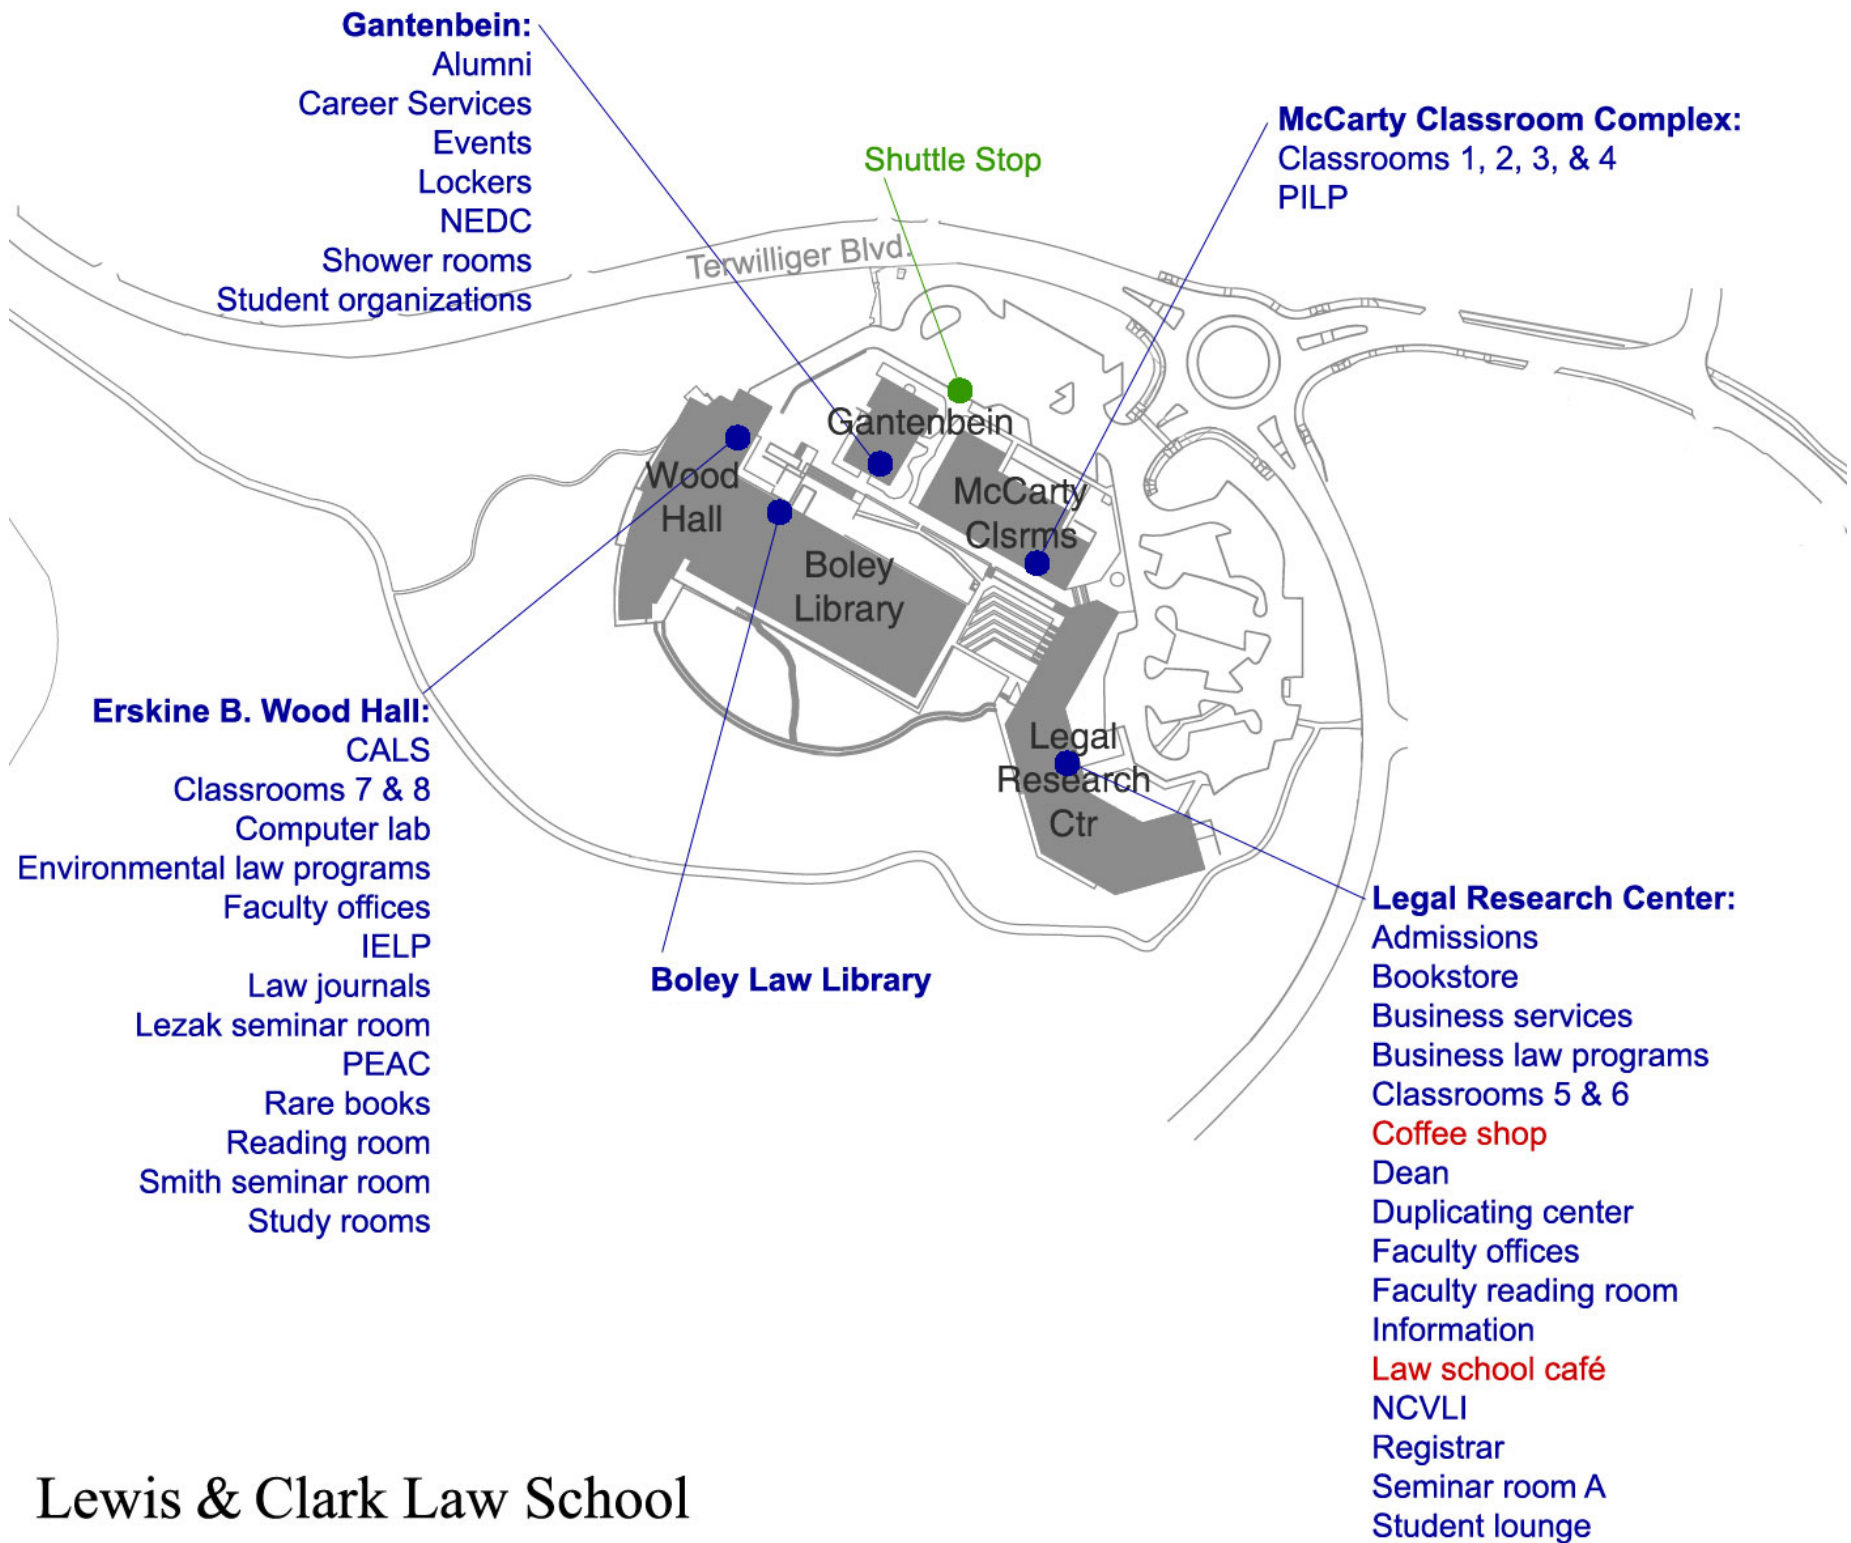 Gantenbein:
Alumni
Career Services
Events
Lockers
NEDC
Shower rooms
Student organizations
Shuttle Stop
McCarty Classroom Complex:
Classrooms 1, 2, 3, & 4
PILP
Terwilliger Blvd.
Gantenbein
Wood
Hall
McCarty
Clsrms
Boley
Library
Legal
Research
Ctr
Erskine B. Wood Hall:
CALS
Classrooms 7 & 8
Computer lab
Environmental law programs
Faculty offices
IELP
Law journals
Lezak seminar room
PEAC
Rare books
Reading room
Smith seminar room
Study rooms
Boley Law Library
Legal Research Center:
Admissions
Bookstore
Business services
Business law programs
Classrooms 5 & 6
Coffee shop
Dean
Duplicating center
Faculty offices
Faculty reading room
Information
Law school café
NCVLI
Registrar
Seminar room A
Student lounge
Lewis & Clark Law School